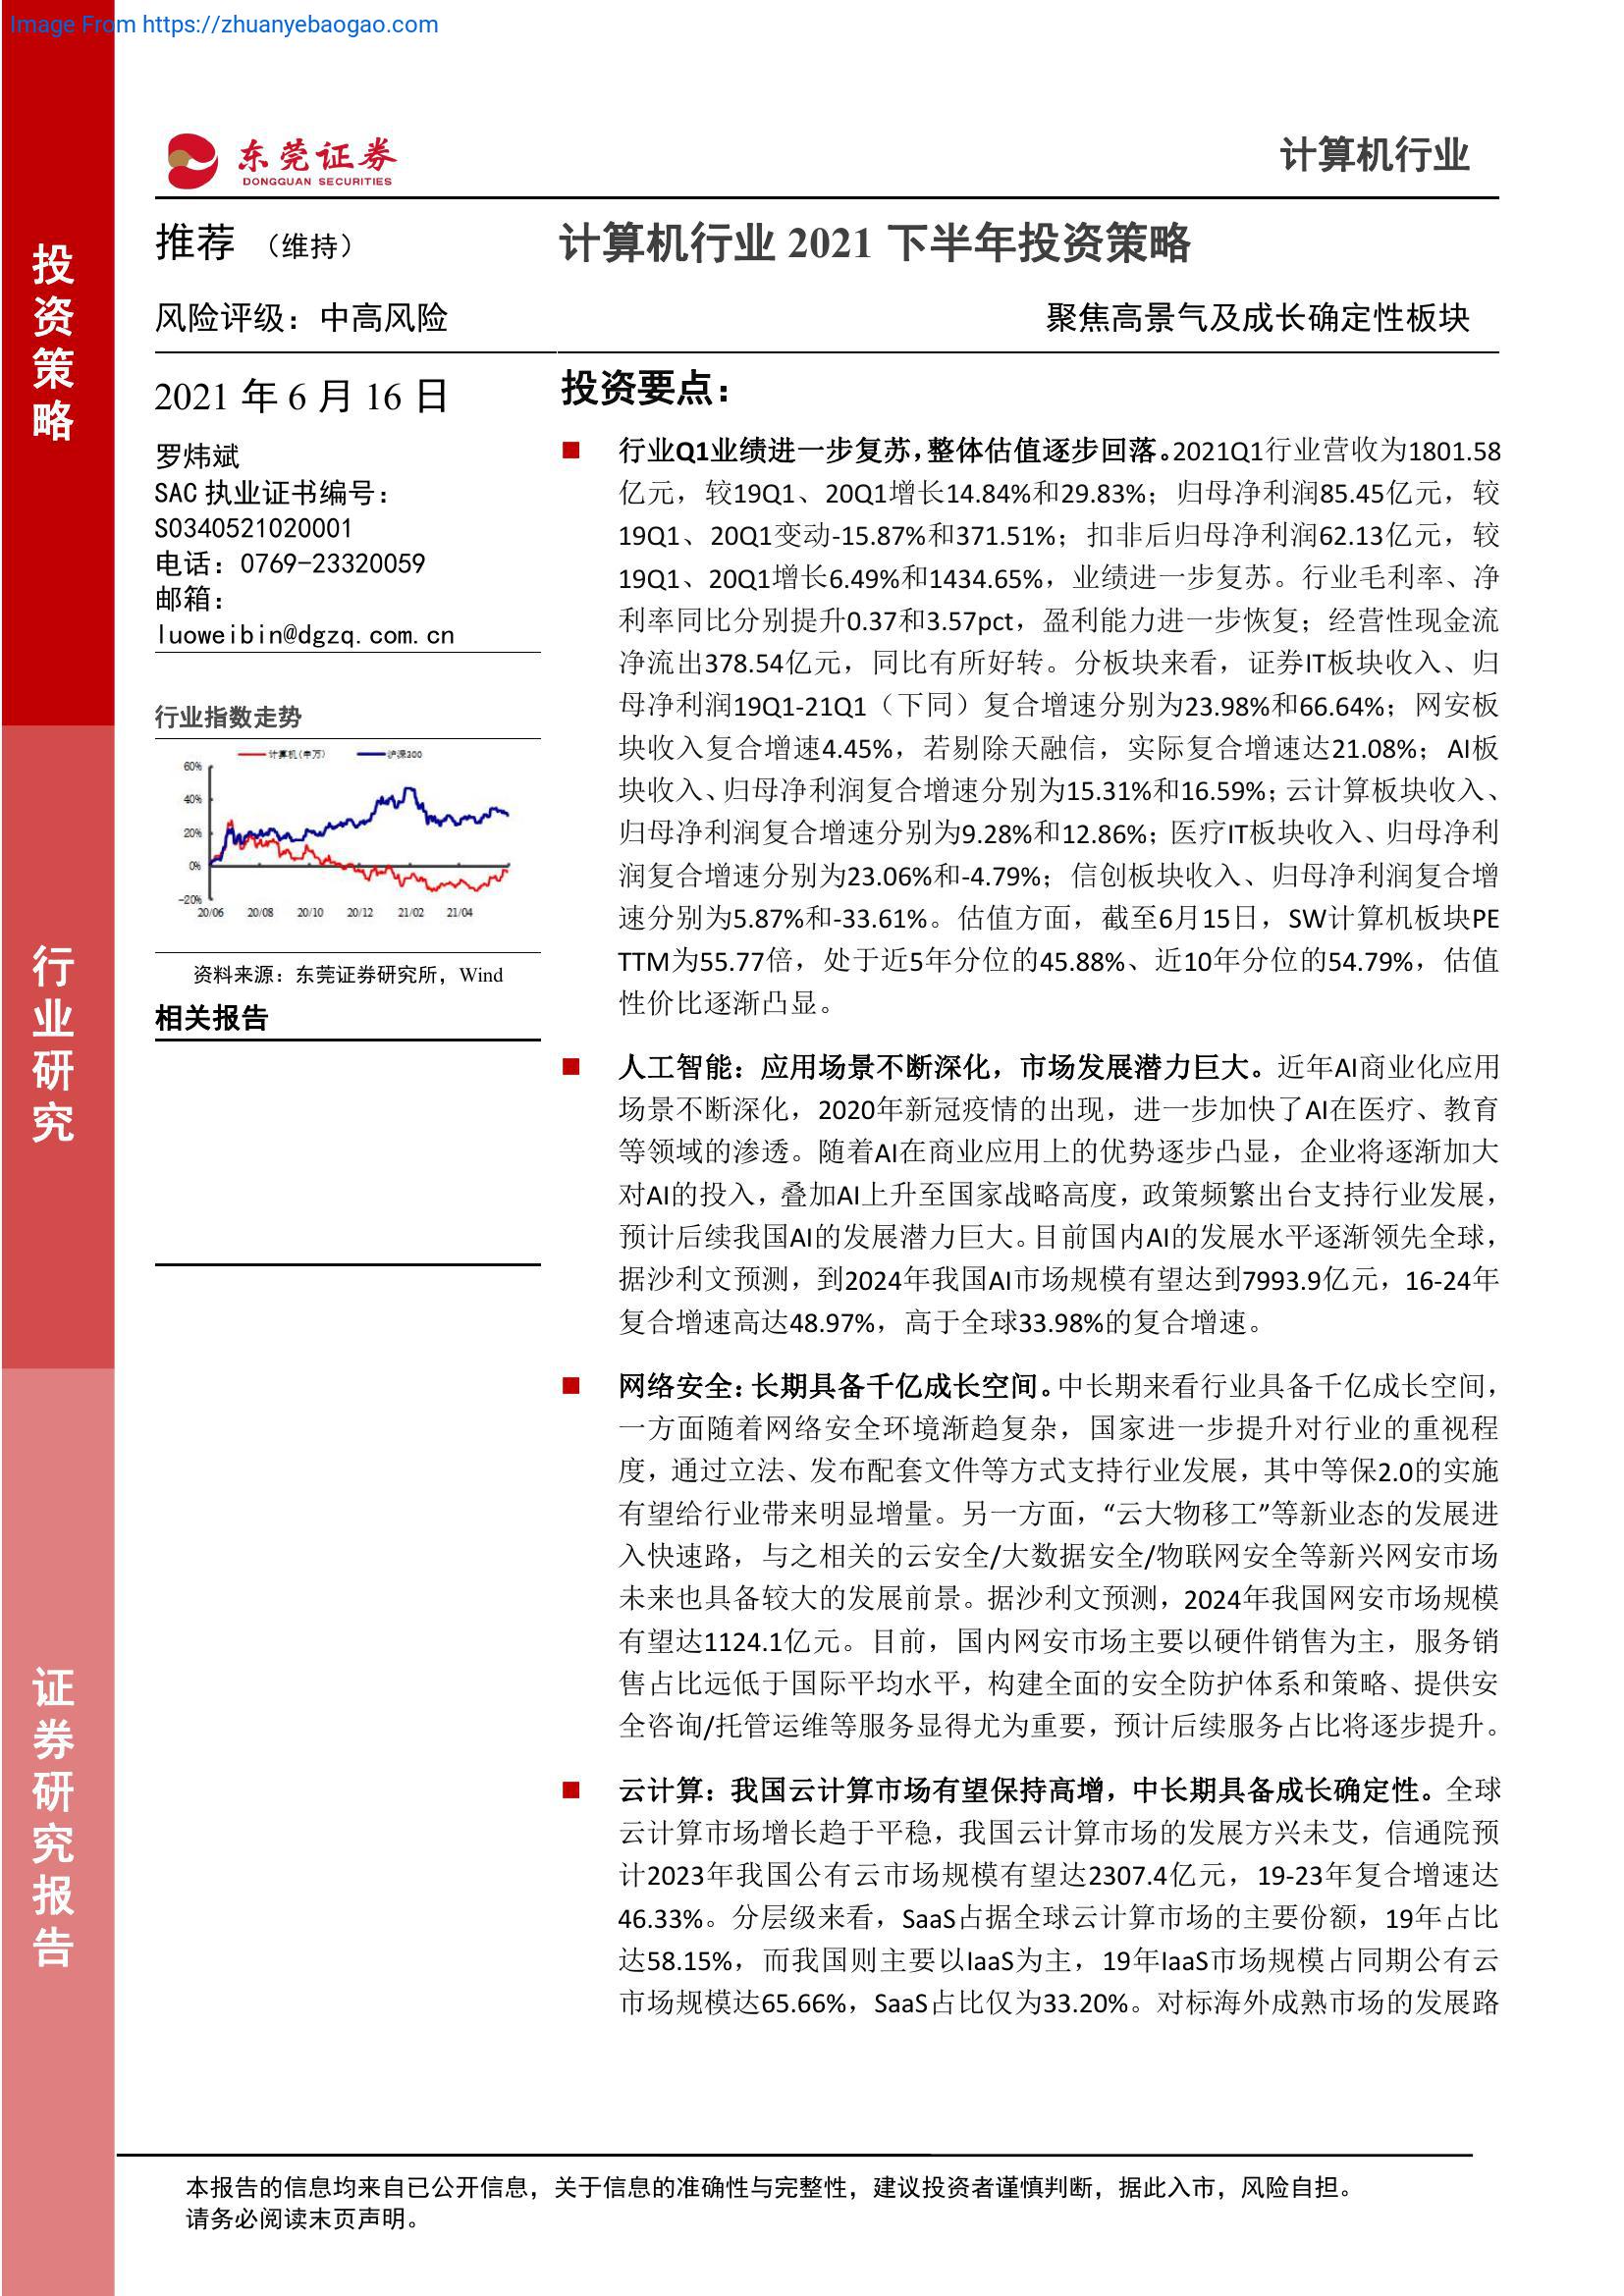 Image From https://zhuanyebaogao.com
东莞证券
DONGGUAN SECURITIES
计算机行业
投资策略
行业研究
证券研究报告
推荐 （维持）
风险评级：中高风险
2021 年 6 月 16 日
罗炜斌
SAC 执业证书编号：
S0340521020001
电话：0769-23320059
邮箱：
luoweibin@dgzq.com.cn
行业指数走势
计算机(申万)
沪深300
60%
40%
20%
0%
-20%
20/06 20/08 20/10 20/12 21/02 21/04
资料来源：东莞证券研究所，Wind
相关报告
计算机行业 2021 下半年投资策略
聚焦高景气及成长确定性板块
投资要点：
■ 行业Q1业绩进一步复苏，整体估值逐步回落。2021Q1行业营收为1801.58
亿元，较19Q1、20Q1增长14.84%和29.83%；归母净利润85.45亿元，较
19Q1、20Q1变动-15.87%和371.51%；扣非后归母净利润62.13亿元，较
19Q1、20Q1增长6.49%和1434.65%，业绩进一步复苏。行业毛利率、净
利率同比分别提升0.37和3.57pct，盈利能力进一步恢复；经营性现金流
净流出378.54亿元，同比有所好转。分板块来看，证券IT板块收入、归
母净利润19Q1-21Q1（下同）复合增速分别为23.98%和66.64%；网安板
块收入复合增速4.45%，若剔除天融信，实际复合增速达21.08%；AI板
块收入、归母净利润复合增速分别为15.31%和16.59%；云计算板块收入、
归母净利润复合增速分别为9.28%和12.86%；医疗IT板块收入、归母净利
润复合增速分别为23.06%和-4.79%；信创板块收入、归母净利润复合增
速分别为5.87%和-33.61%。估值方面，截至6月15日，SW计算机板块PE
TTM为55.77倍，处于近5年分位的45.88%、近10年分位的54.79%，估值
性价比逐渐凸显。
■ 人工智能：应用场景不断深化，市场发展潜力巨大。近年AI商业化应用
场景不断深化，2020年新冠疫情的出现，进一步加快了AI在医疗、教育
等领域的渗透。随着AI在商业应用上的优势逐步凸显，企业将逐渐加大
对AI的投入，叠加AI上升至国家战略高度，政策频繁出台支持行业发展，
预计后续我国AI的发展潜力巨大。目前国内AI的发展水平逐渐领先全球，
据沙利文预测，到2024年我国AI市场规模有望达到7993.9亿元，16-24年
复合增速高达48.97%，高于全球33.98%的复合增速。
■ 网络安全：长期具备千亿成长空间。中长期来看行业具备千亿成长空间，
一方面随着网络安全环境渐趋复杂，国家进一步提升对行业的重视程
度，通过立法、发布配套文件等方式支持行业发展，其中等保2.0的实施
有望给行业带来明显增量。另一方面，“云大物移工”等新业态的发展进
入快速路，与之相关的云安全/大数据安全/物联网安全等新兴网安市场
未来也具备较大的发展前景。据沙利文预测，2024年我国网安市场规模
有望达1124.1亿元。目前，国内网安市场主要以硬件销售为主，服务销
售占比远低于国际平均水平，构建全面的安全防护体系和策略、提供安
全咨询/托管运维等服务显得尤为重要，预计后续服务占比将逐步提升。
■ 云计算：我国云计算市场有望保持高增，中长期具备成长确定性。全球
云计算市场增长趋于平稳，我国云计算市场的发展方兴未艾，信通院预
计2023年我国公有云市场规模有望达2307.4亿元，19-23年复合增速达
46.33%。分层级来看，SaaS占据全球云计算市场的主要份额，19年占比
达58.15%，而我国则主要以IaaS为主，19年IaaS市场规模占同期公有云
市场规模达65.66%，SaaS占比仅为33.20%。对标海外成熟市场的发展路
本报告的信息均来自已公开信息，关于信息的准确性与完整性，建议投资者谨慎判断，据此入市，风险自担。
请务必阅读末页声明。